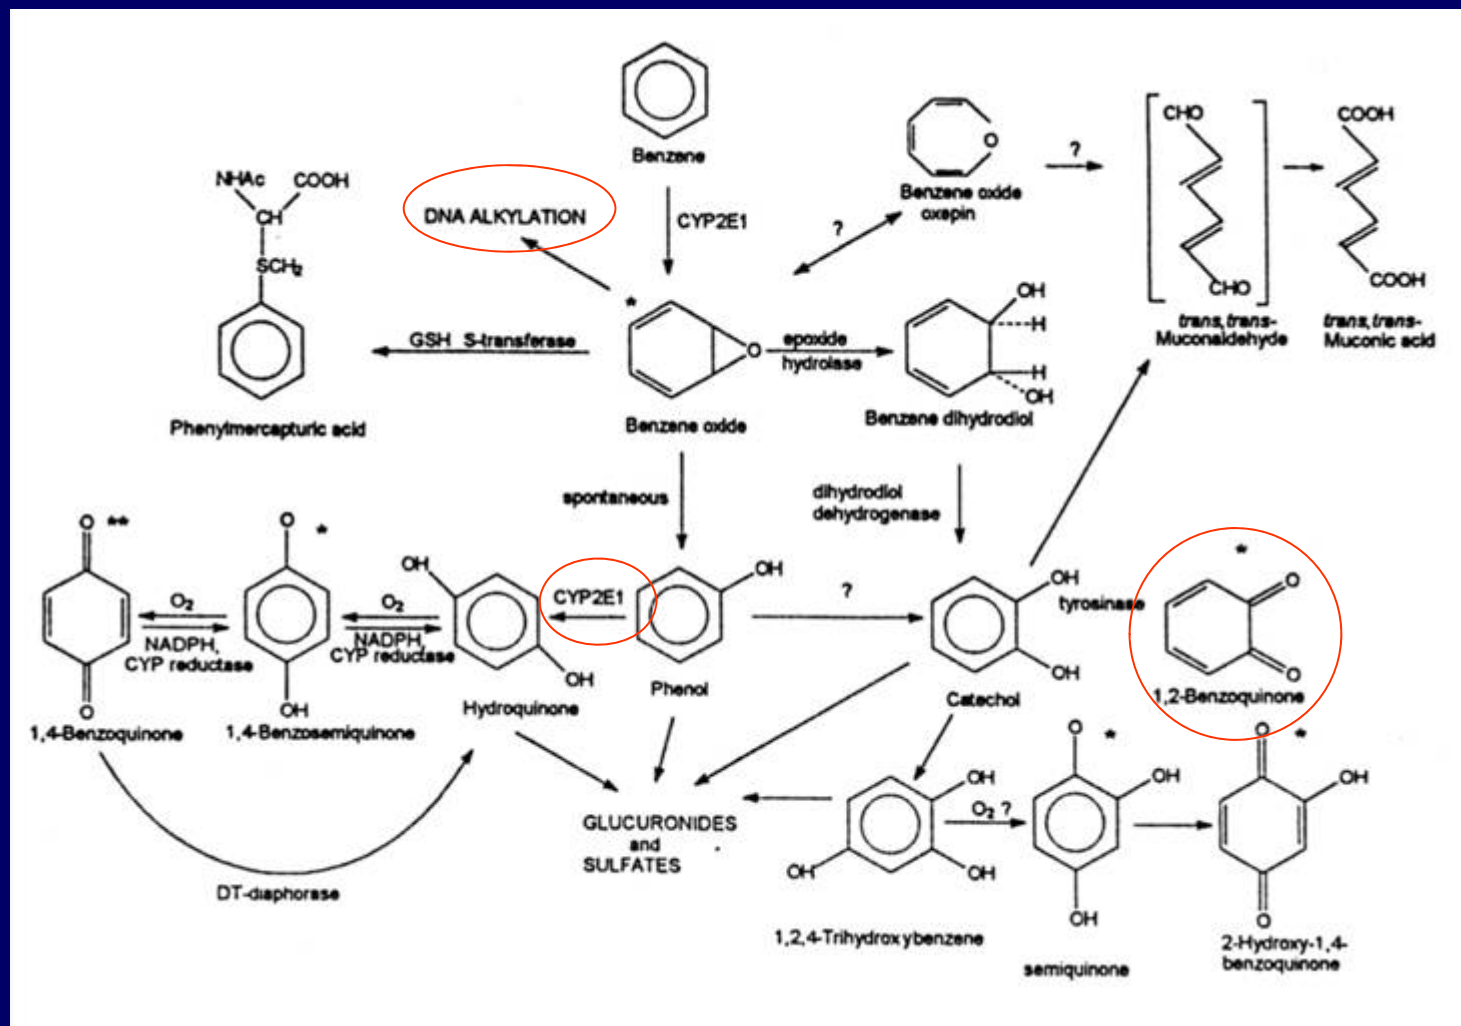 Benzene
CYP2E1
NHAc
COOH
CH
SCH2
Phenylmercapturic acid
DNA ALKYLATION
GSH S-transferase
*
O
Benzene oxide
?
O
Benzene oxide
oxepin
?
CHO
CHO
trans,trans-
Muconaldehyde
COOH
COOH
trans,trans-
Muconic acid
epoxide
hydrolase
OH
H
H
OH
Benzene dihydrodiol
spontaneous
dihydrodiol
dehydrogenase
O
**
O
1,4-Benzoquinone
O2
NADPH,
CYP reductase
O
*
OH
1,4-Benzosemiquinone
O2
NADPH,
CYP reductase
OH
OH
Hydroquinone
CYP2E1
OH
Phenol
?
OH
OH
Catechol
tyrosinase
*
O
O
1,2-Benzoquinone
DT-diaphorase
GLUCURONIDES
and
SULFATES
OH
OH
OH
1,2,4-Trihydroxybenzene
O2 ?
O
*
OH
OH
semiquinone
O
*
OH
O
2-Hydroxy-1,4-
benzoquinone